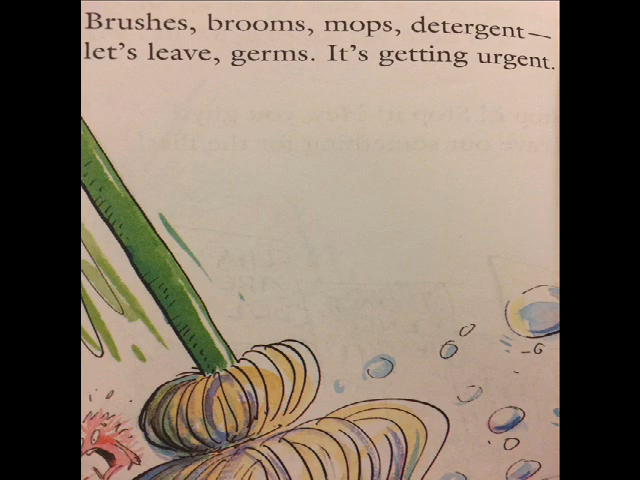 Brushes, brooms, mops, detergent—
let's leave, germs. It's getting urgent.